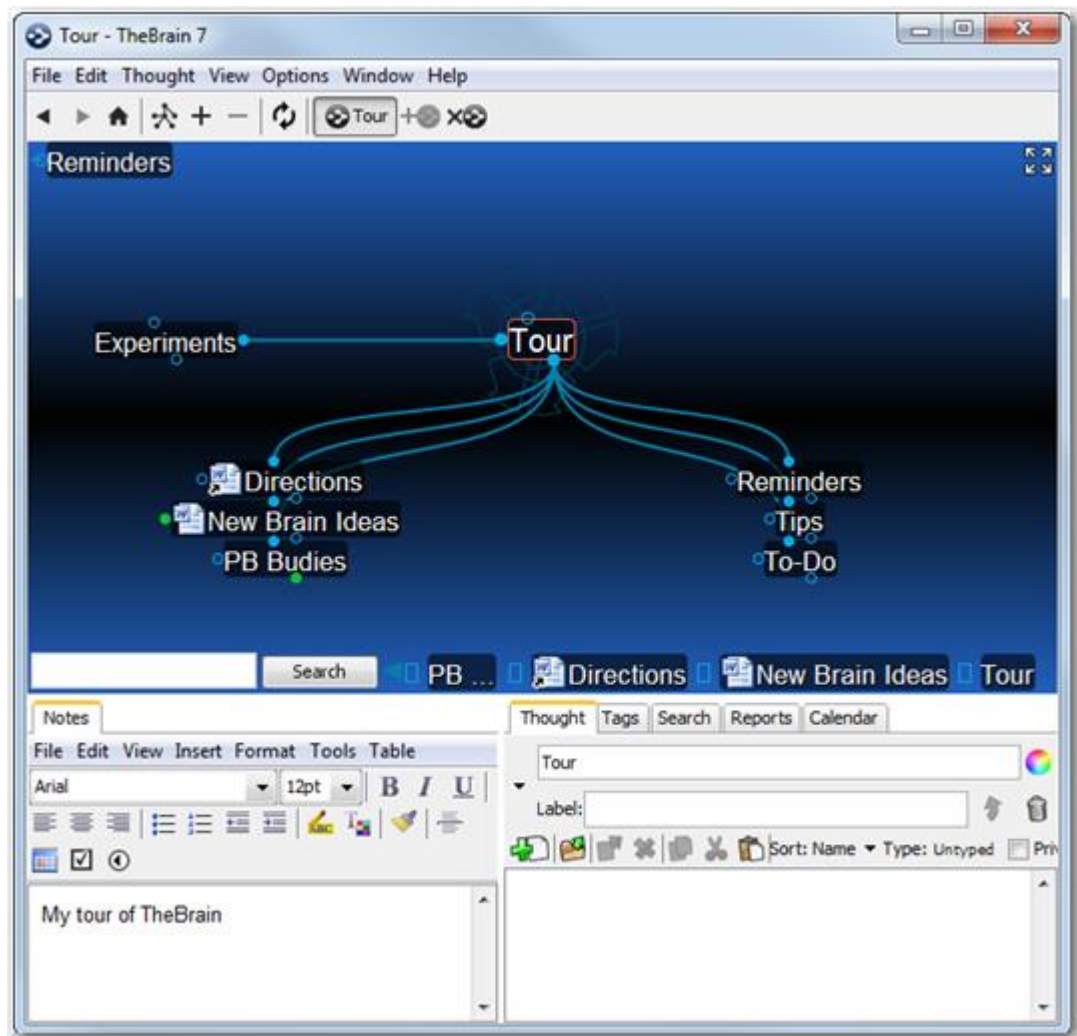 Tour - TheBrain 7
File Edit Thought View Options Window Help
Tour
Reminders
Experiments
Tour
Directions
Reminders
New Brain Ideas
Tips
PB Budies
To-Do
Search PB ... Directions New Brain Ideas Tour
Notes
Thought Tags Search Reports Calendar
File Edit View Insert Format Tools Table
Tour
Arial 12pt B I U
Label:
Sort: Name Type: Untyped Pri
My tour of TheBrain